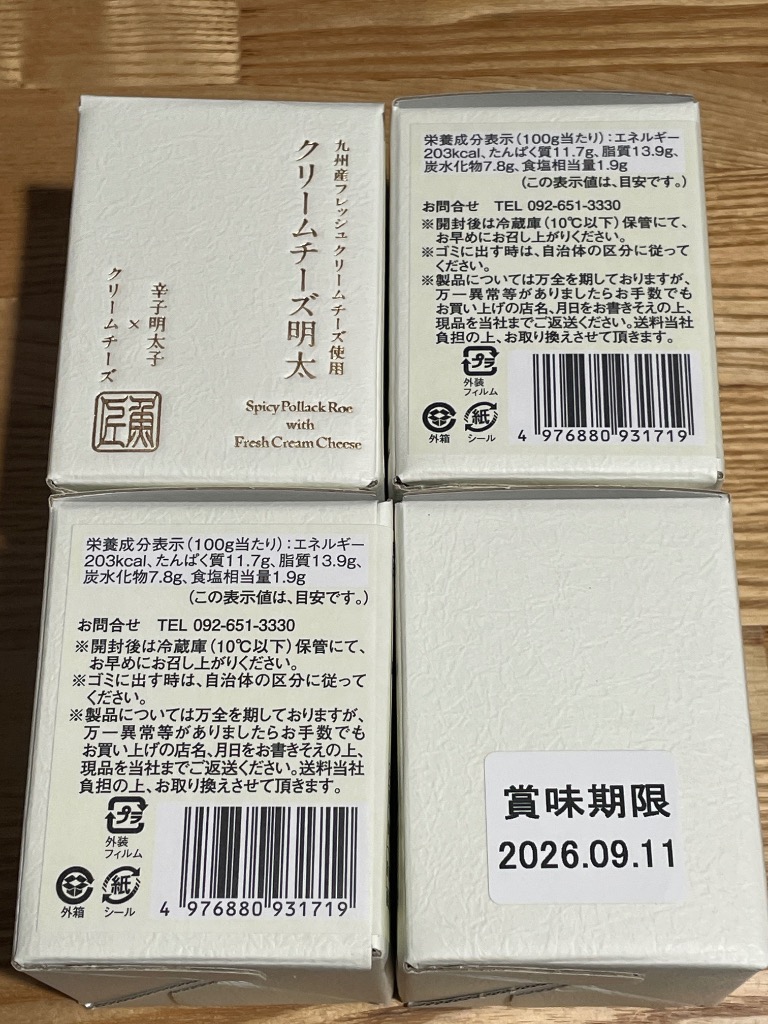 九州産フレッシュクリームチーズ使用
クリームチーズ明太
辛子明太子
×
クリームチーズ
Spicy Pollack Roe
with
Fresh Cream Cheese
匠
魚
栄養成分表示(100g当たり):エネルギー
203kcal、たんぱく質11.7g、脂質13.9g、
炭水化物7.8g、食塩相当量1.9g
(この表示値は、目安です。)
お問合せ TEL 092-651-3330
※開封後は冷蔵庫(10℃以下)保管にて、
お早めにお召し上がりください。
※ゴミに出す時は、自治体の区分に従って
ください。
※製品については万全を期しておりますが、
万一異常等がありましたらお手数でも
お買い上げの店名、月日をお書きそえの上、
現品を当社までご返送ください。送料当社
負担の上、お取り換えさせて頂きます。
プラ
外装
フィルム
紙
外箱
シール
4 976880 931719
栄養成分表示(100g当たり):エネルギー
203kcal、たんぱく質11.7g、脂質13.9g、
炭水化物7.8g、食塩相当量1.9g
(この表示値は、目安です。)
お問合せ TEL 092-651-3330
※開封後は冷蔵庫(10℃以下)保管にて、
お早めにお召し上がりください。
※ゴミに出す時は、自治体の区分に従って
ください。
※製品については万全を期しておりますが、
万一異常等がありましたらお手数でも
お買い上げの店名、月日をお書きそえの上、
現品を当社までご返送ください。送料当社
負担の上、お取り換えさせて頂きます。
プラ
外装
フィルム
紙
外箱
シール
4 976880 931719
賞味期限
2026.09.11